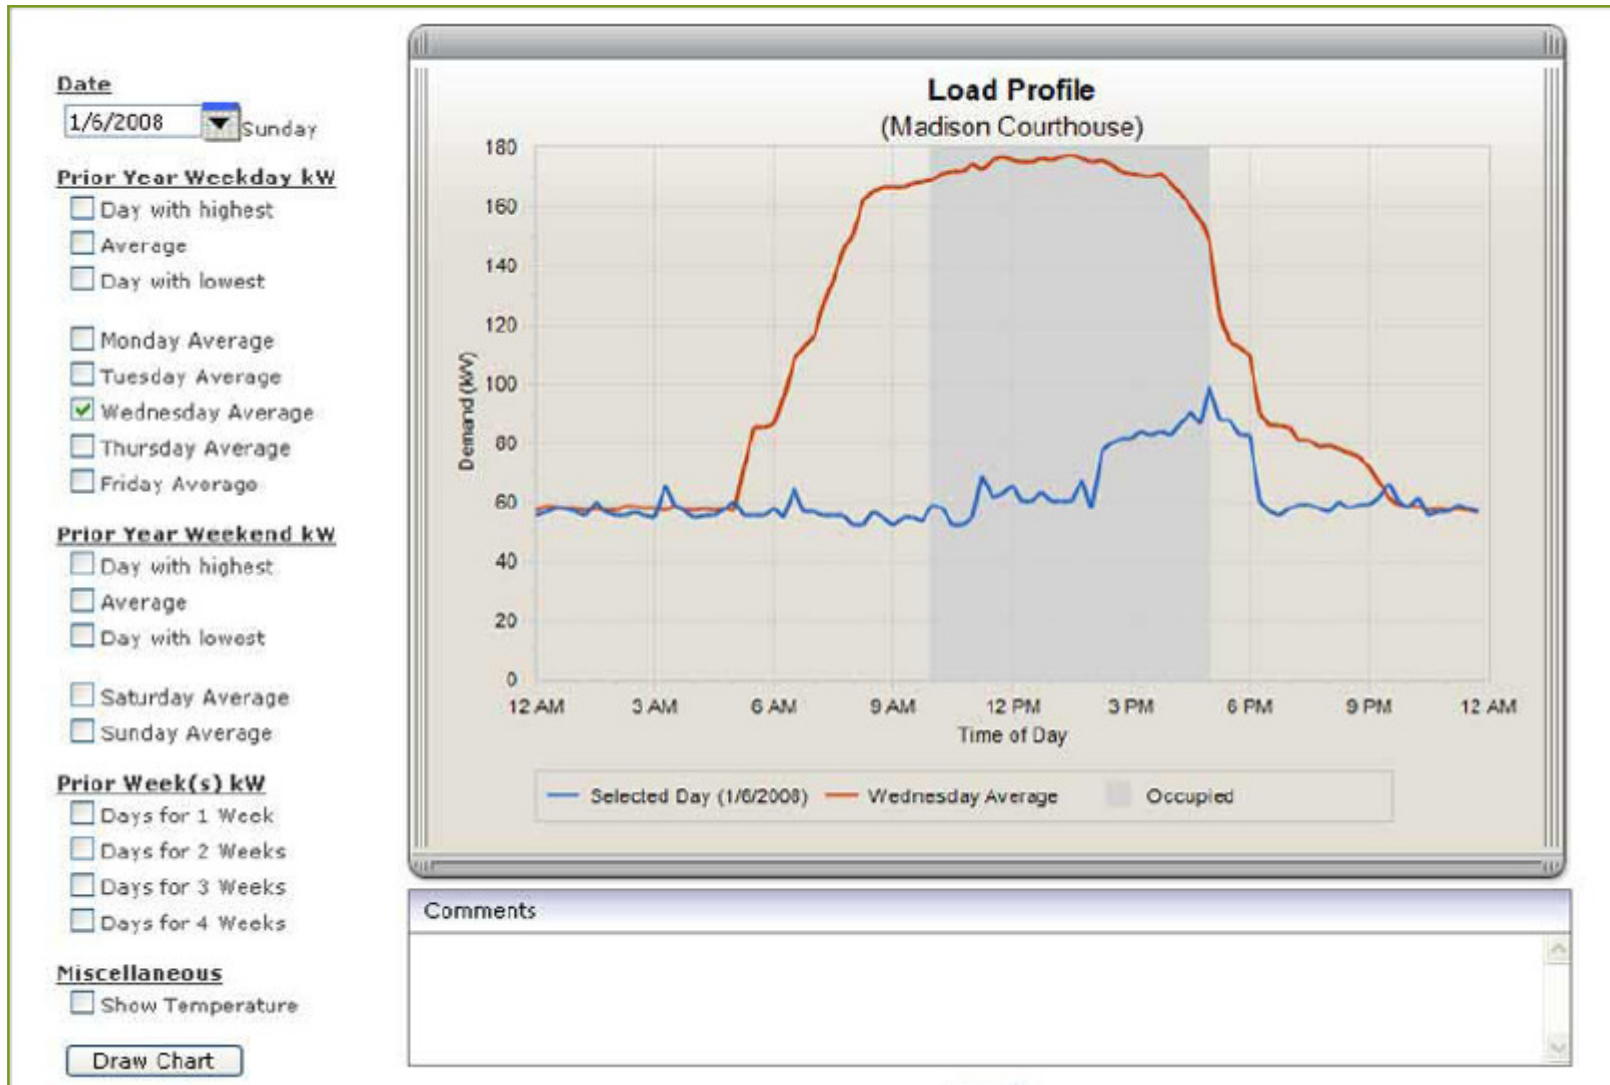 Date
1/6/2008 Sunday
Prior Year Weekday kW
Day with highest
Average
Day with lowest
Monday Average
Tuesday Average
Wednesday Average
Thursday Average
Friday Average
Prior Year Weekend kW
Day with highest
Average
Day with lowest
Saturday Average
Sunday Average
Prior Week(s) kW
Days for 1 Week
Days for 2 Weeks
Days for 3 Weeks
Days for 4 Weeks
Miscellaneous
Show Temperature
Draw Chart
Load Profile
(Madison Courthouse)
Demand (kW)
180
160
140
120
100
80
60
40
20
0
12 AM 3 AM 6 AM 9 AM 12 PM 3 PM 6 PM 9 PM 12 AM
Time of Day
Selected Day (1/6/2008) Wednesday Average Occupied
Comments